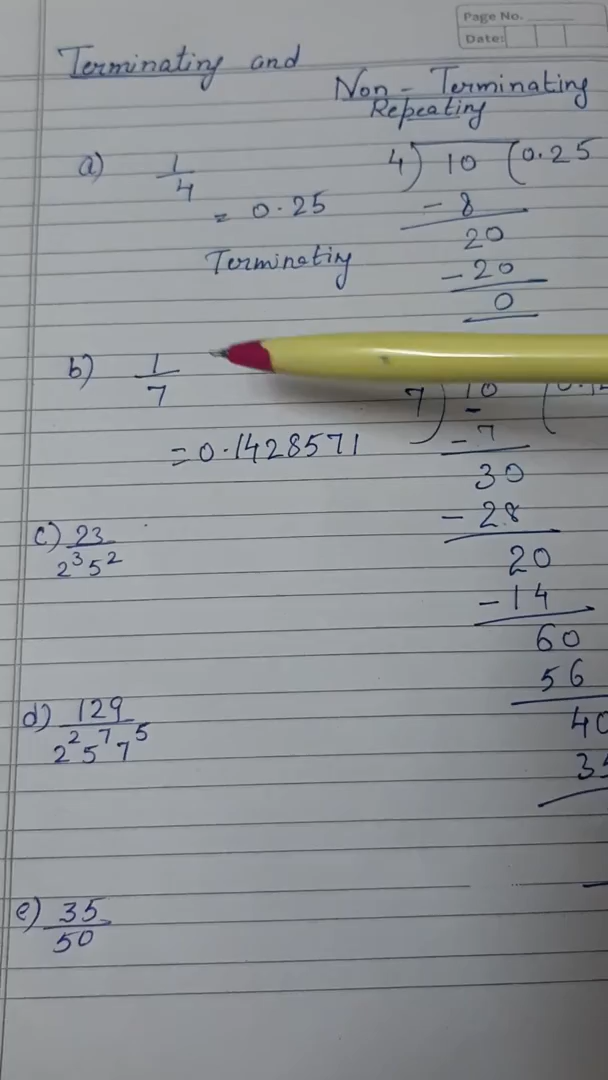 Page No.
Date:
Terminating and
Non - Terminating
Repeating
a) 1/4
4) 10 (0.25
= 0.25
- 8
20
Terminating
- 20
0
b) 1/7
7) 10
- 7
= 0.1428571
30
- 28
c) 23/2³5²
20
- 14
60
56
d) 129/2²5⁷7⁵
40
35
e) 35/50